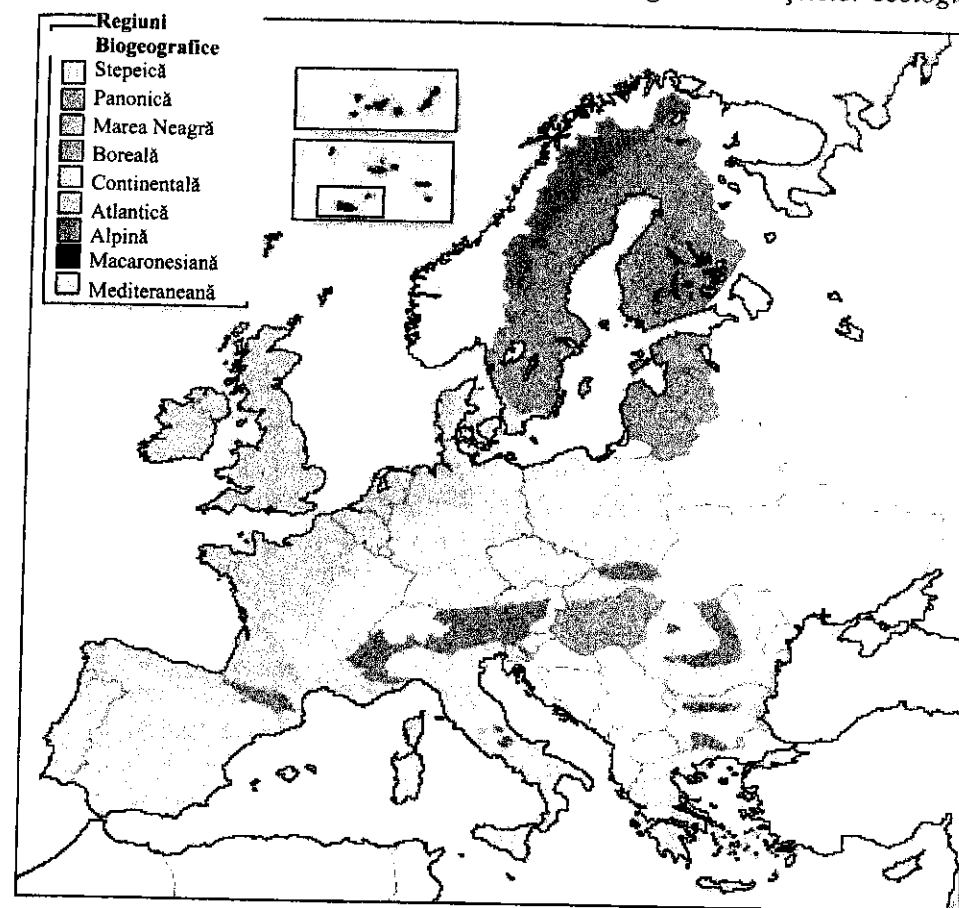 Regiuni
Biogeografice
Stepeică
Panonică
Marea Neagră
Boreală
Continentală
Atlantică
Alpină
Macaronesiană
Mediteraneană